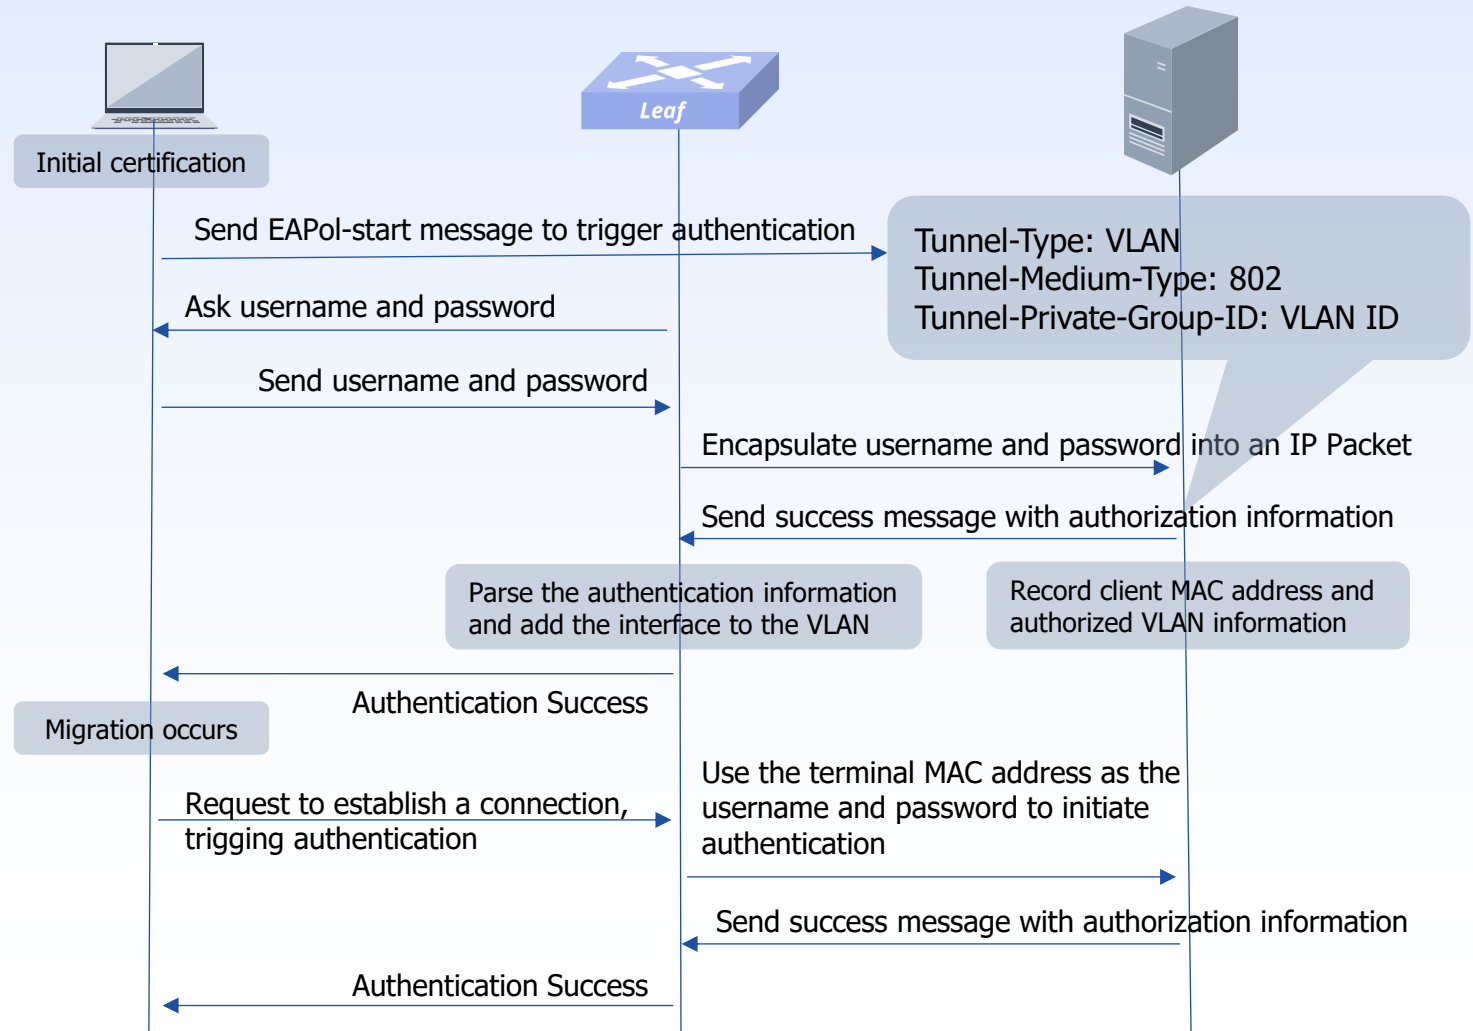 Leaf
Initial certification
Send EAPol-start message to trigger authentication
Tunnel-Type: VLAN
Tunnel-Medium-Type: 802
Tunnel-Private-Group-ID: VLAN ID
Ask username and password
Send username and password
Encapsulate username and password into an IP Packet
Send success message with authorization information
Parse the authentication information
and add the interface to the VLAN
Record client MAC address and
authorized VLAN information
Authentication Success
Migration occurs
Request to establish a connection,
trigging authentication
Use the terminal MAC address as the
username and password to initiate
authentication
Send success message with authorization information
Authentication Success